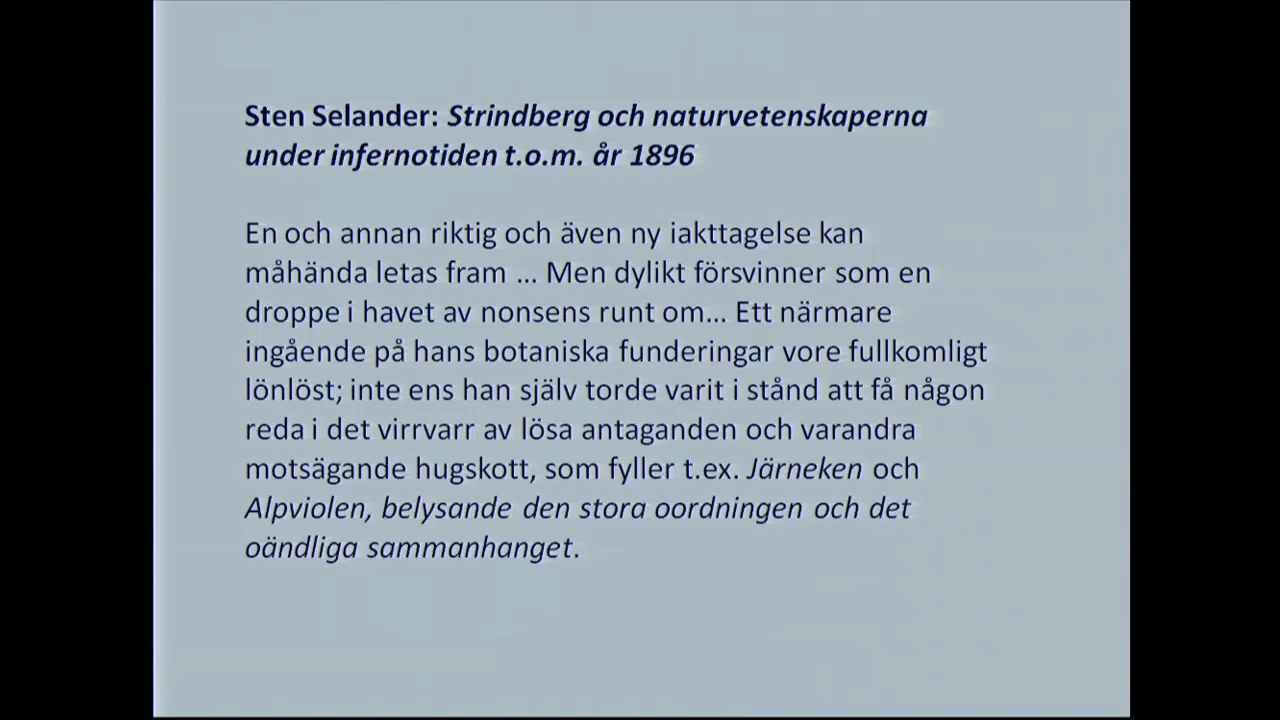 Sten Selander: Strindberg och naturvetenskaperna
under infernotiden t.o.m. år 1896
En och annan riktig och även ny iakttagelse kan
måhända letas fram ... Men dylikt försvinner som en
droppe i havet av nonsens runt om... Ett närmare
ingående på hans botaniska funderingar vore fullkomligt
lönlöst; inte ens han själv torde varit i stånd att få någon
reda i det virrvarr av lösa antaganden och varandra
motsägande hugskott, som fyller t.ex. Järneken och
Alpviolen, belysande den stora oordningen och det
oändliga sammanhanget.